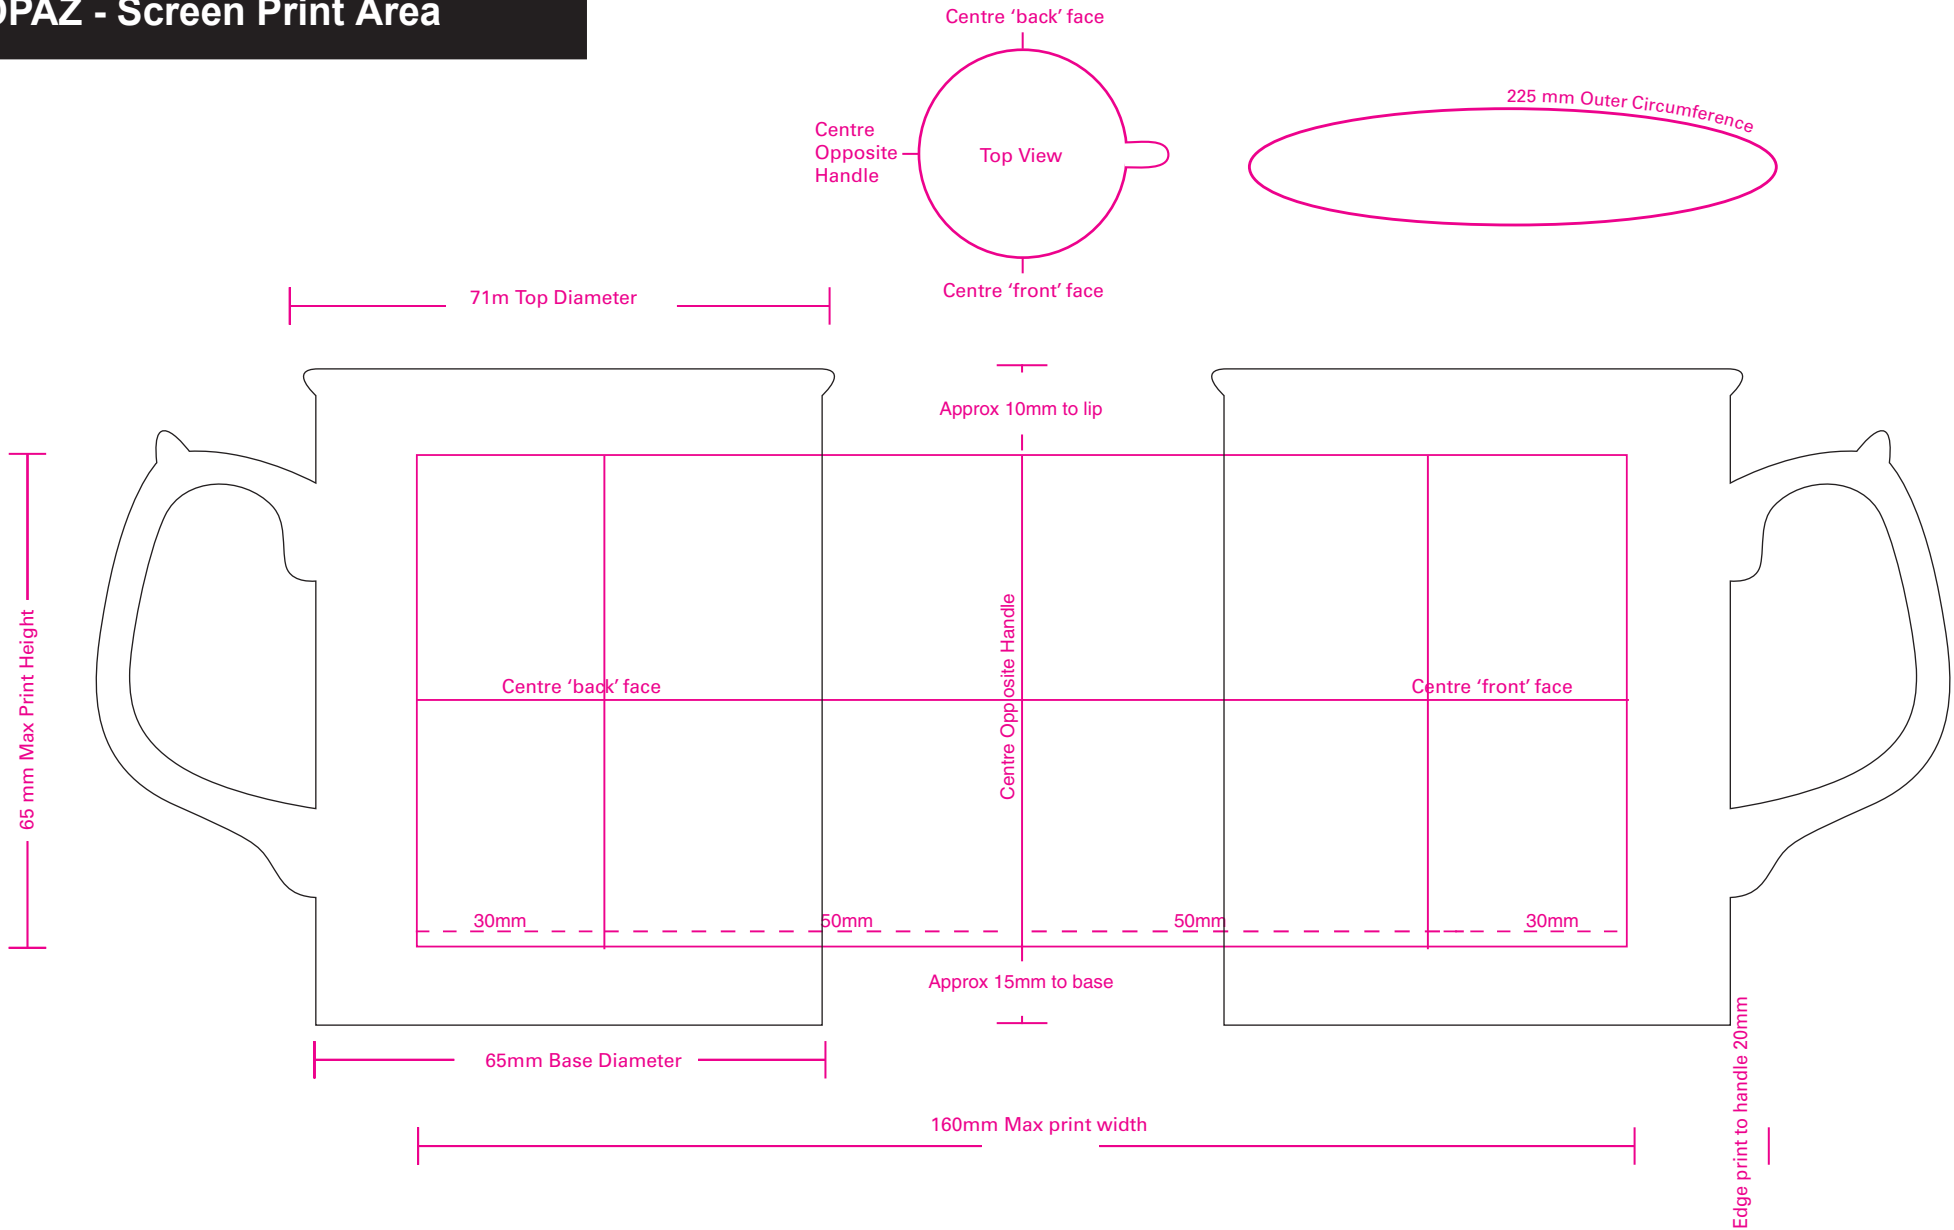 OPAZ - Screen Print Area
Centre ‘back’ face
225 mm Outer Circumference
Centre
Opposite
Handle
Top View
Centre ‘front’ face
71m Top Diameter
Approx 10mm to lip
65 mm Max Print Height
Centre ‘back’ face
Centre Opposite Handle
Centre ‘front’ face
30mm
50mm
50mm
30mm
Approx 15mm to base
65mm Base Diameter
160mm Max print width
Edge print to handle 20mm